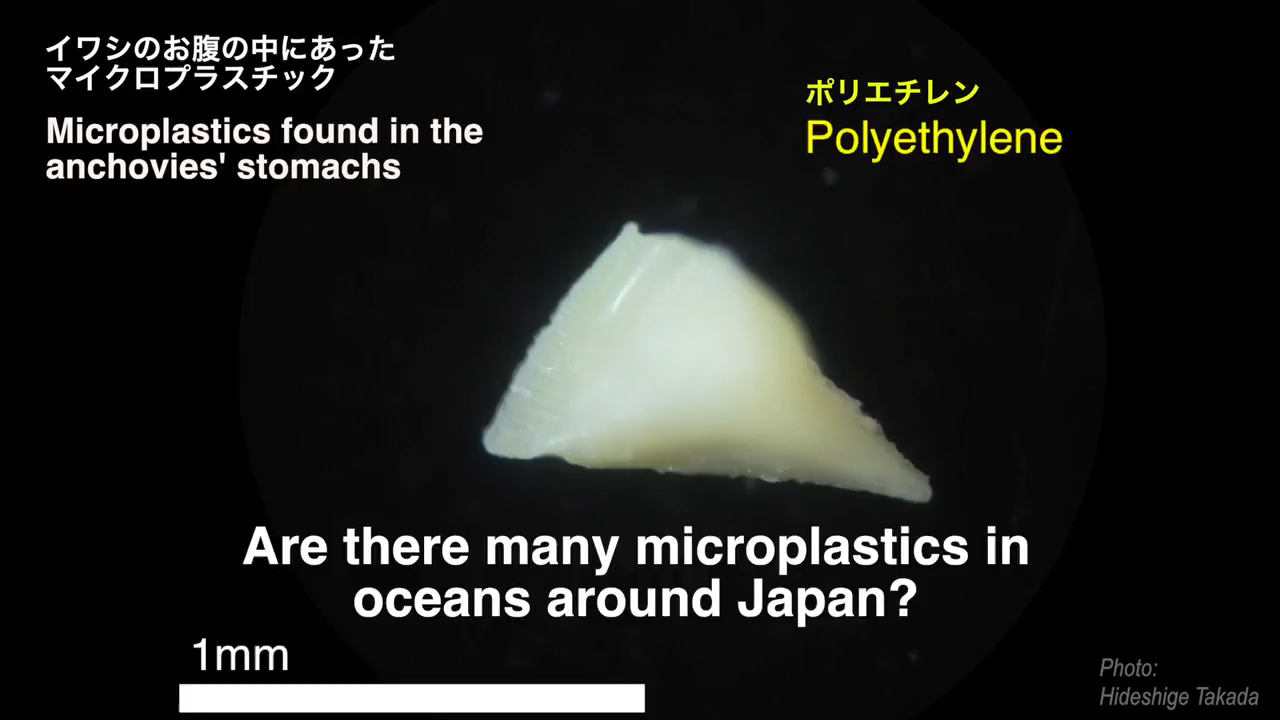 イワシのお腹の中にあった
マイクロプラスチック
Microplastics found in the
anchovies' stomachs
ポリエチレン
Polyethylene
Are there many microplastics in
oceans around Japan?
1mm
Photo:
Hideshige Takada